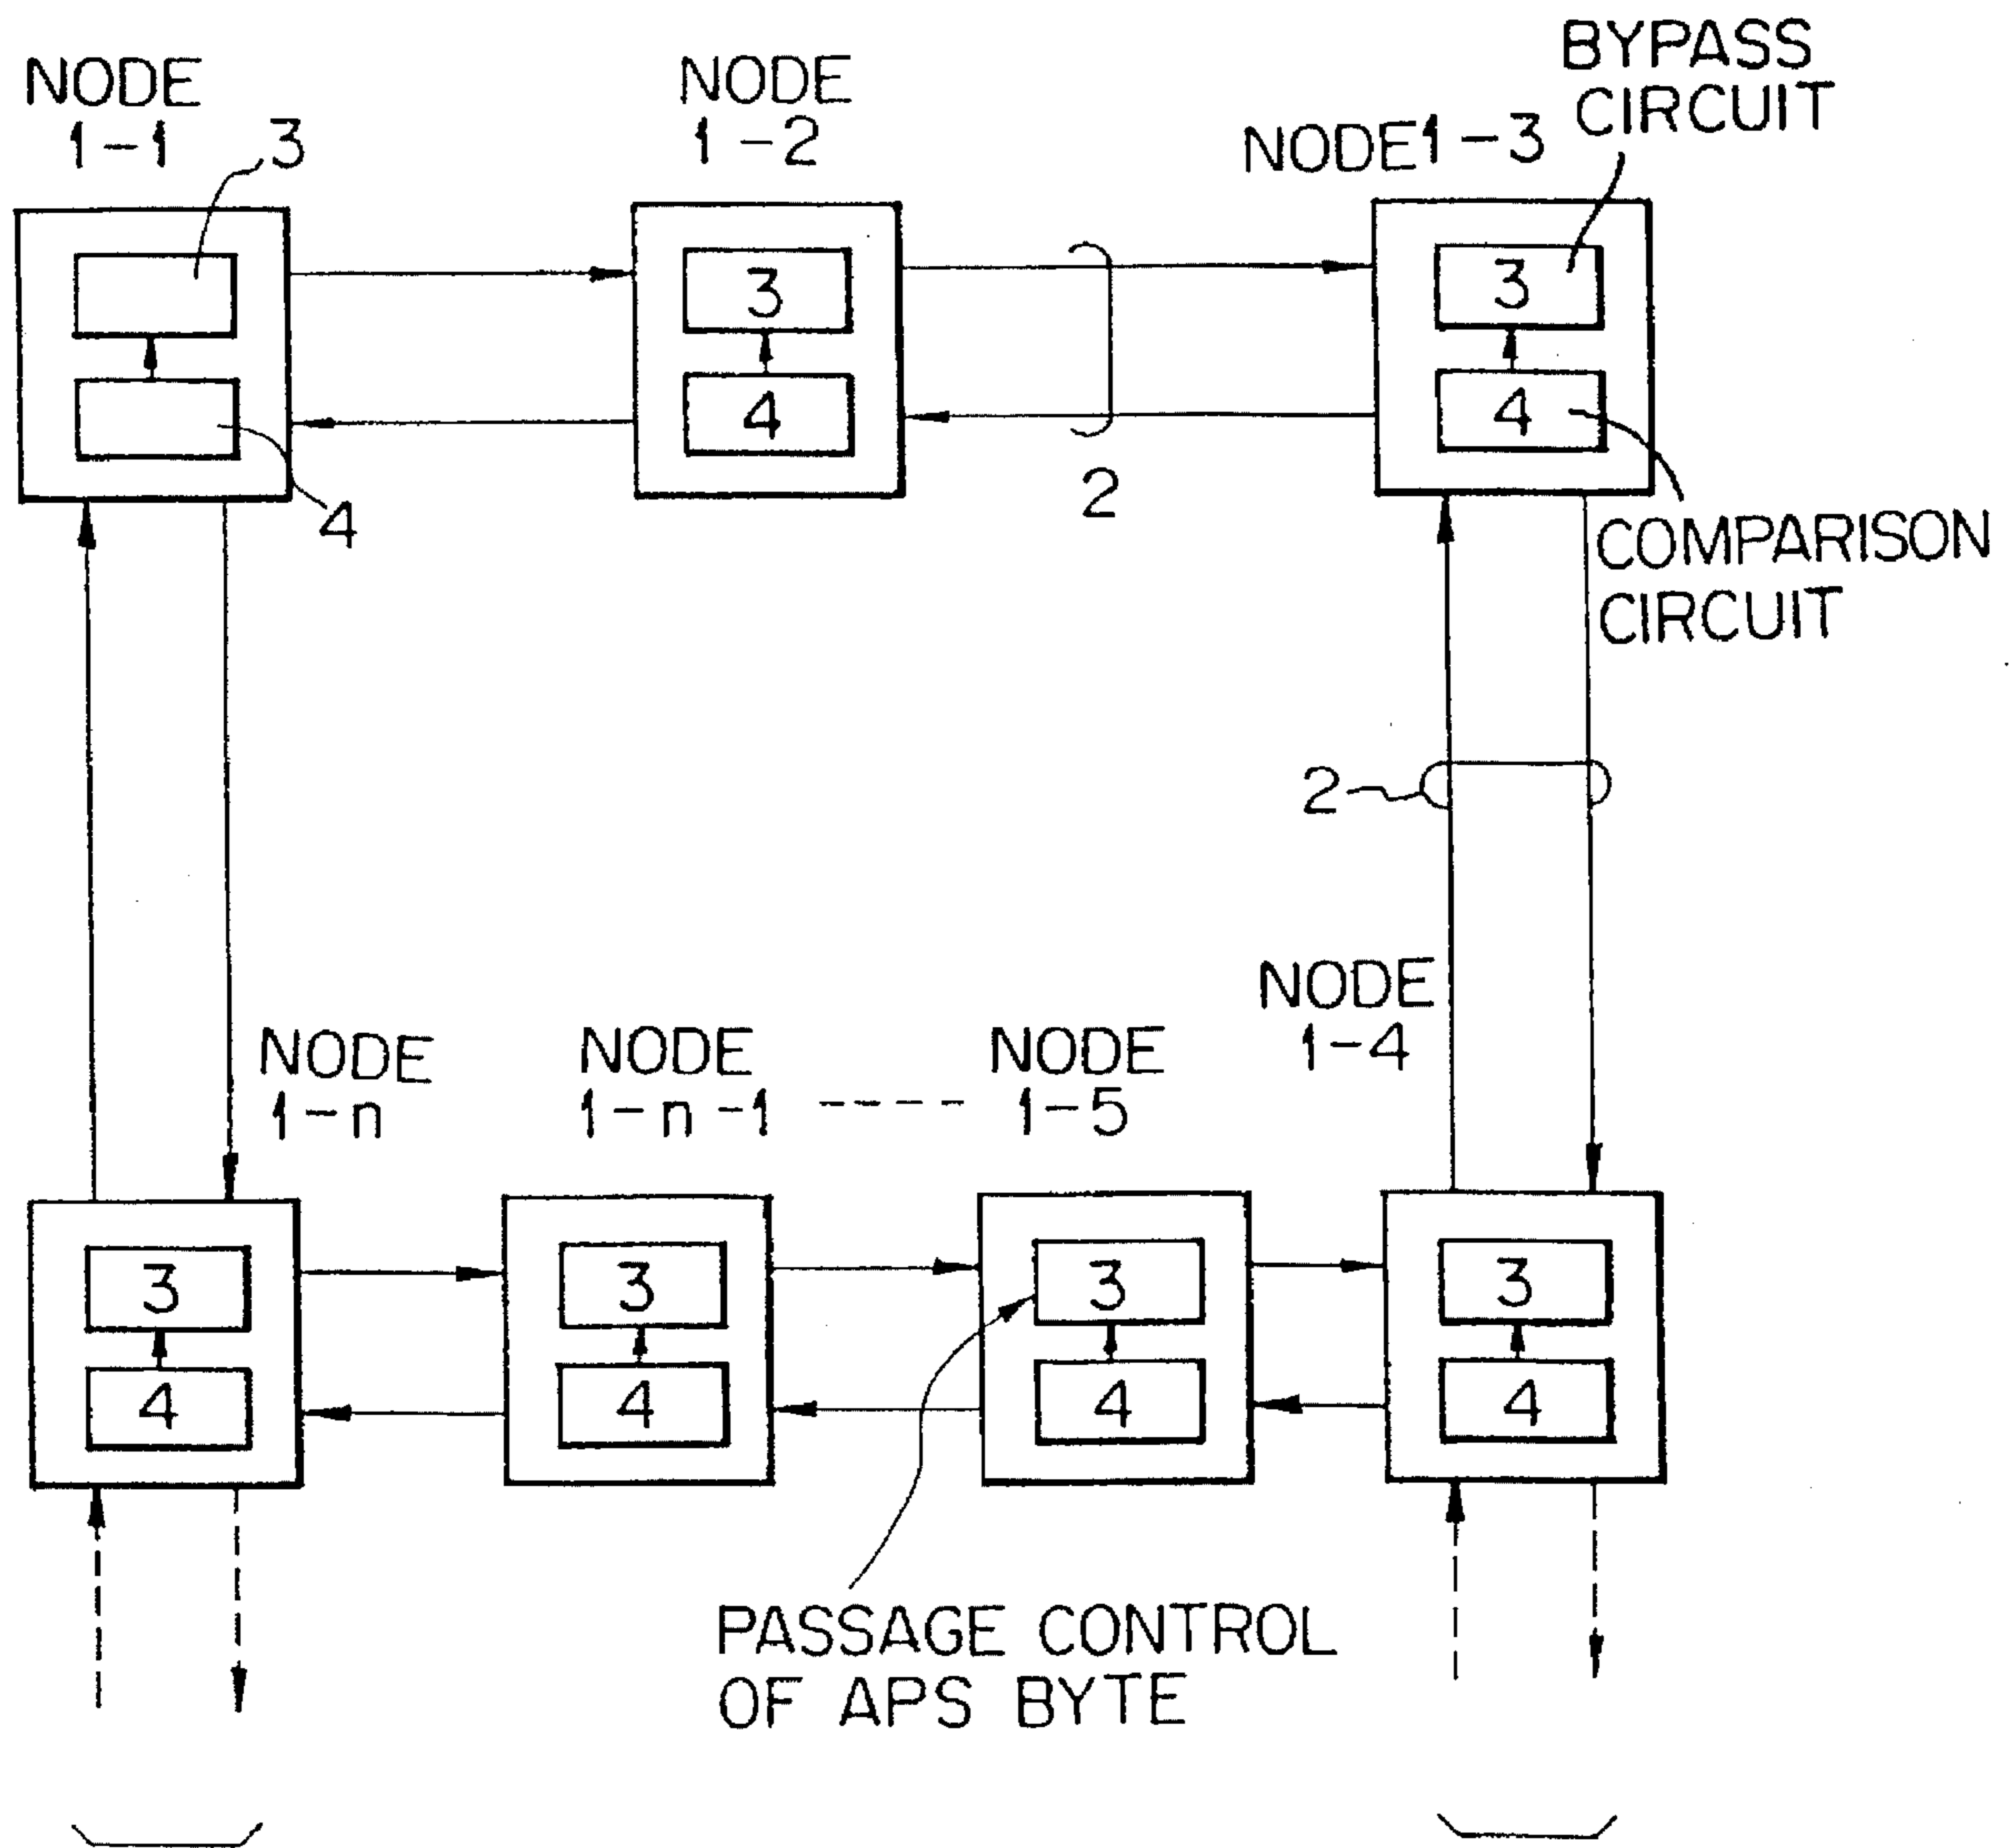 BYPASS
CIRCUIT
NODE
1-1
NODE
1-2
NODE 1-3
3
3
3
4
4
4
2
COMPARISON
CIRCUIT
2
NODE
1-4
NODE
1-n
NODE
1-n-1 ----
NODE
1-5
3
3
3
3
4
4
4
4
PASSAGE CONTROL
OF APS BYTE